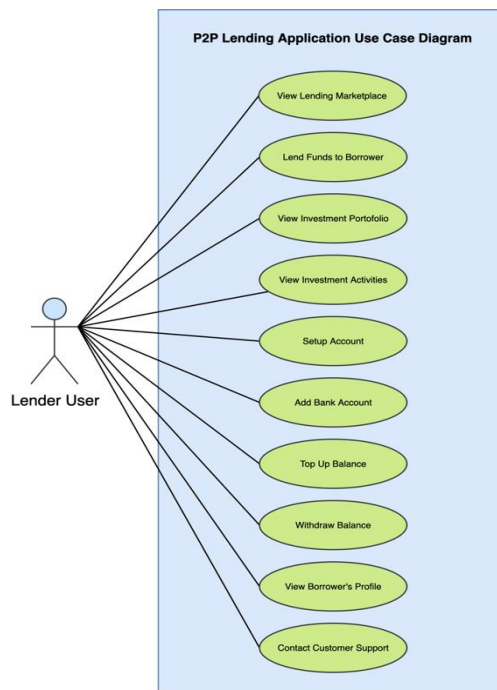 P2P Lending Application Use Case Diagram
View Lending Marketplace
Lend Funds to Borrower
View Investment Portofolio
View Investment Activities
Setup Account
Lender User
Add Bank Account
Top Up Balance
Withdraw Balance
View Borrower's Profile
Contact Customer Support